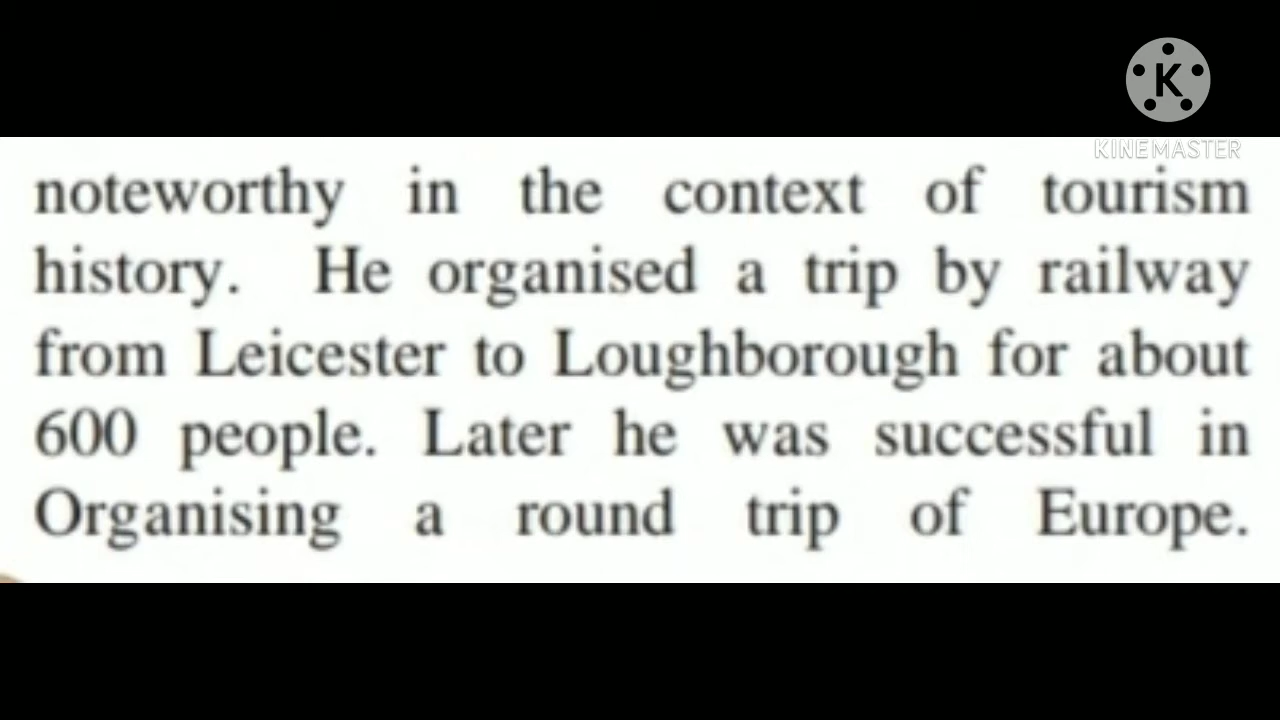 K
KINEMASTER
noteworthy in the context of tourism
history. He organised a trip by railway
from Leicester to Loughborough for about
600 people. Later he was successful in
Organising a round trip of Europe.